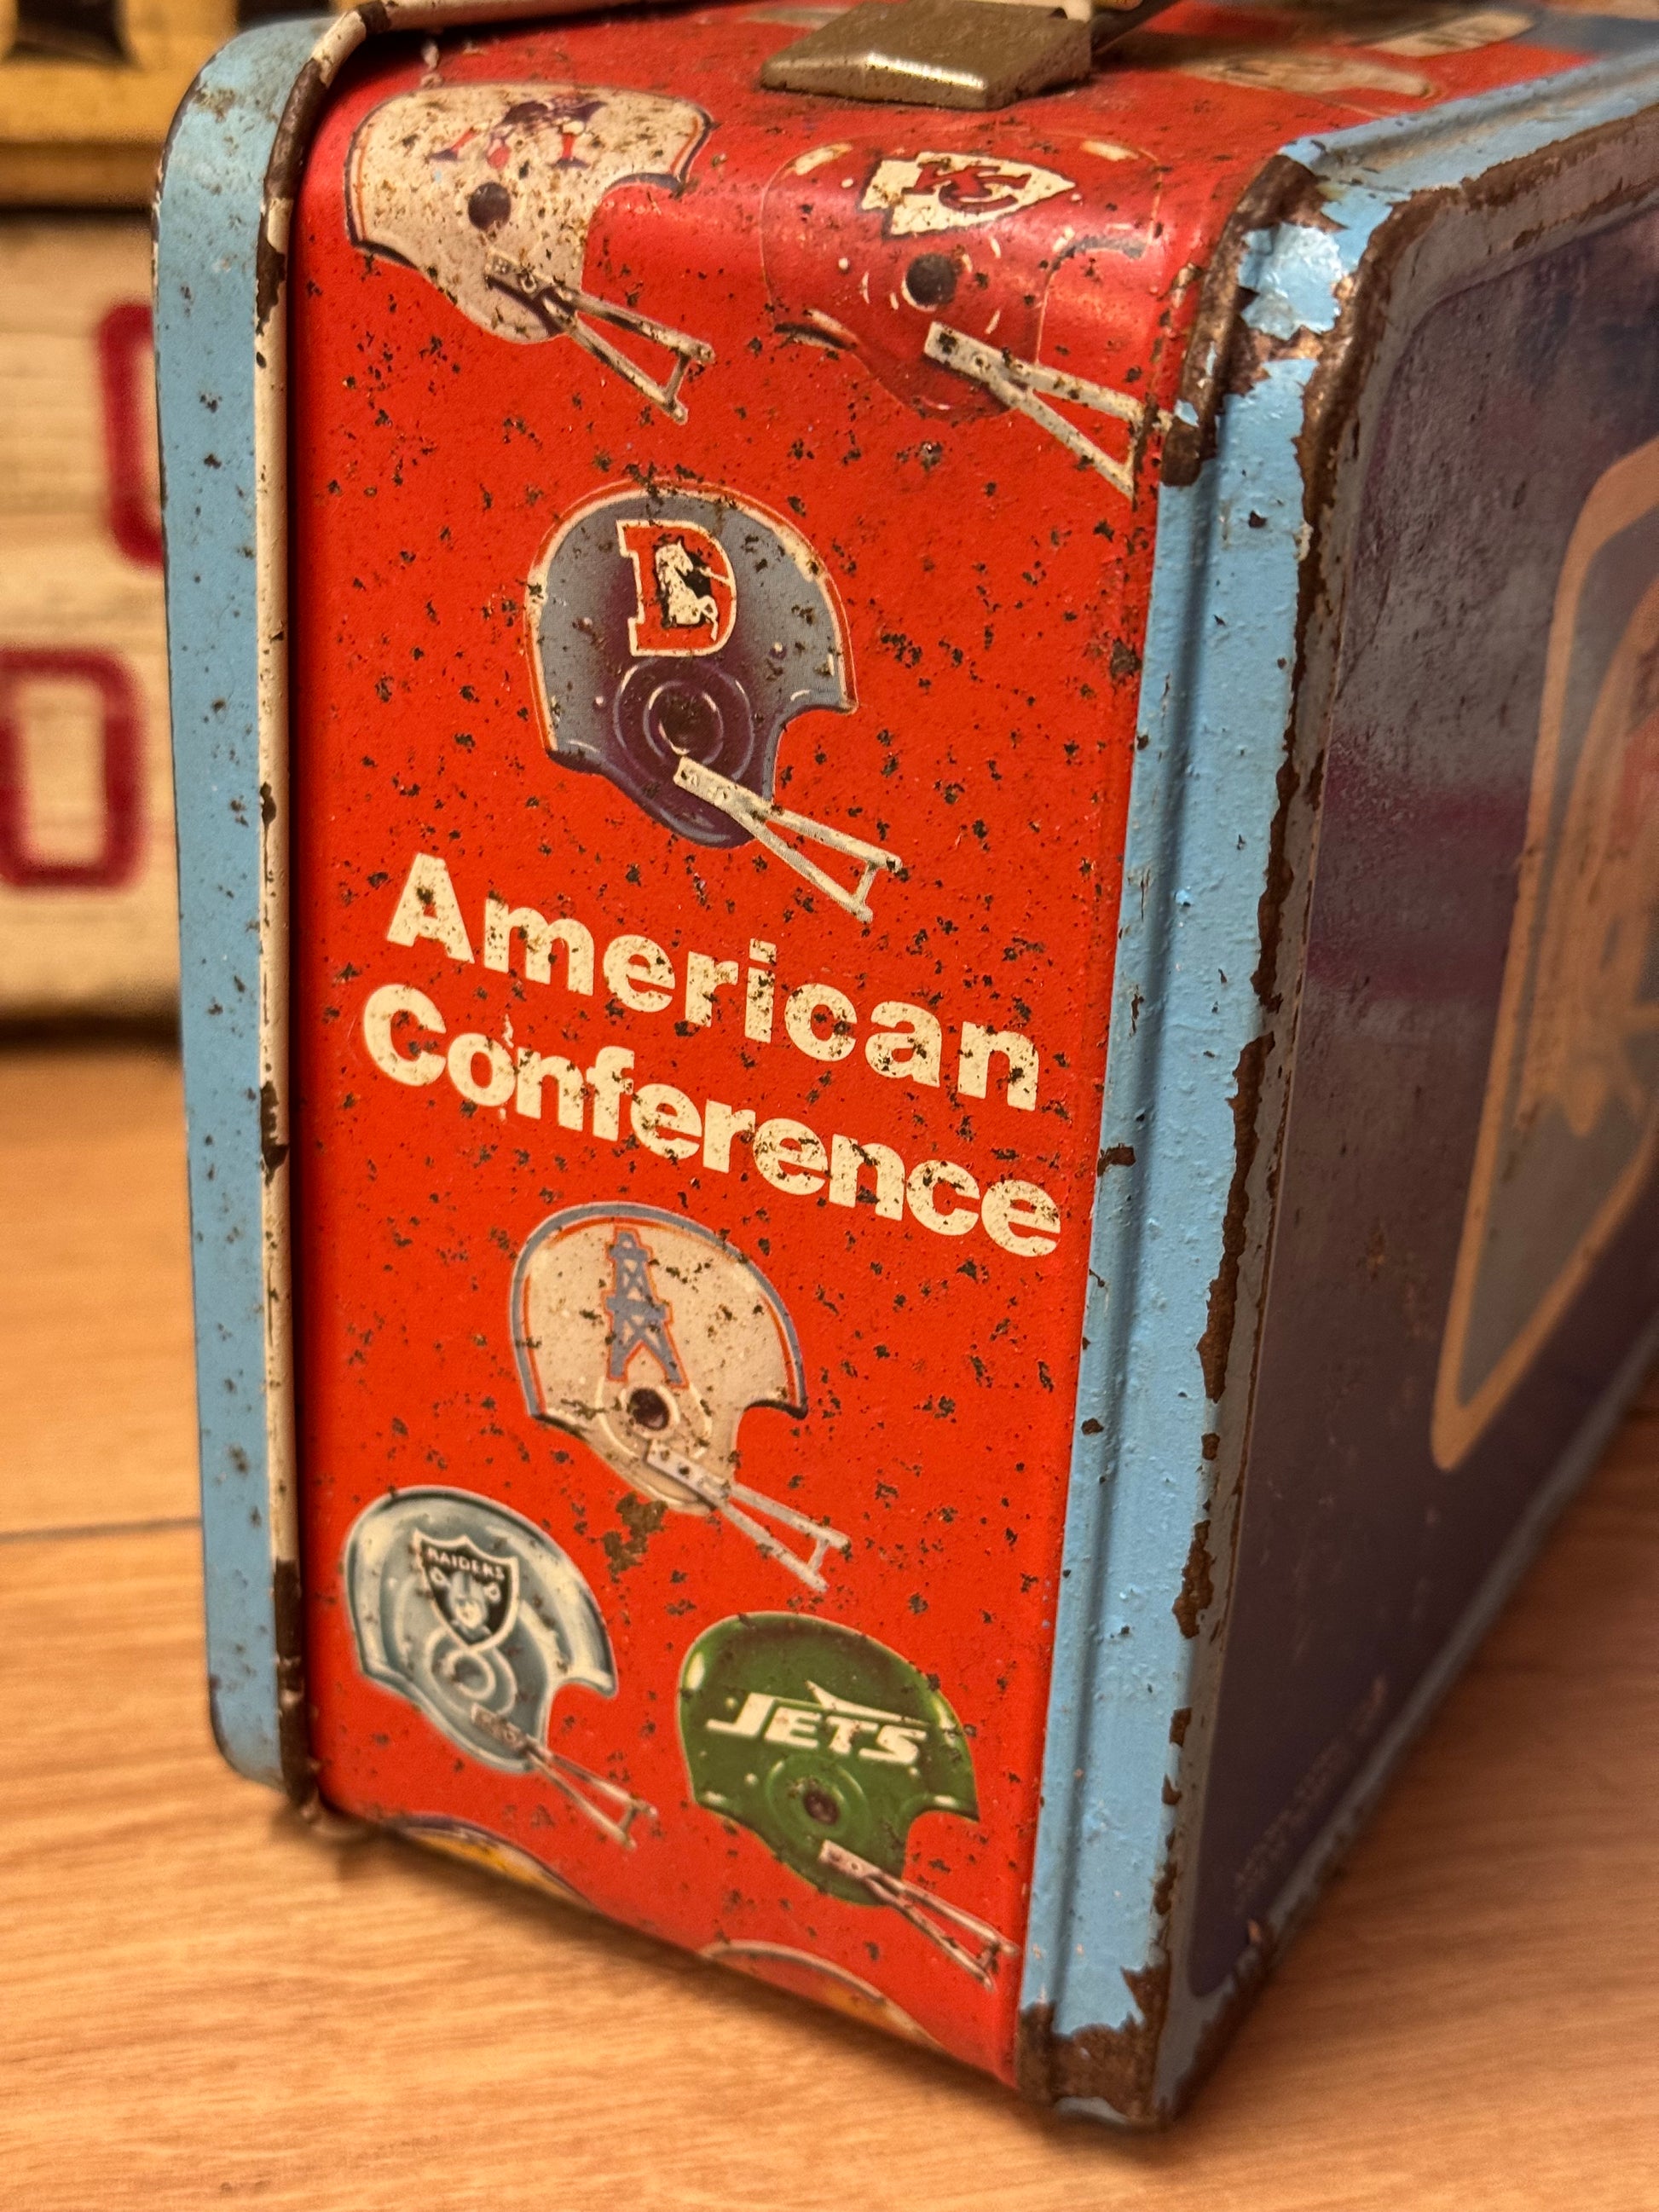 KC
D
American
Conference
RAIDERS
JETS